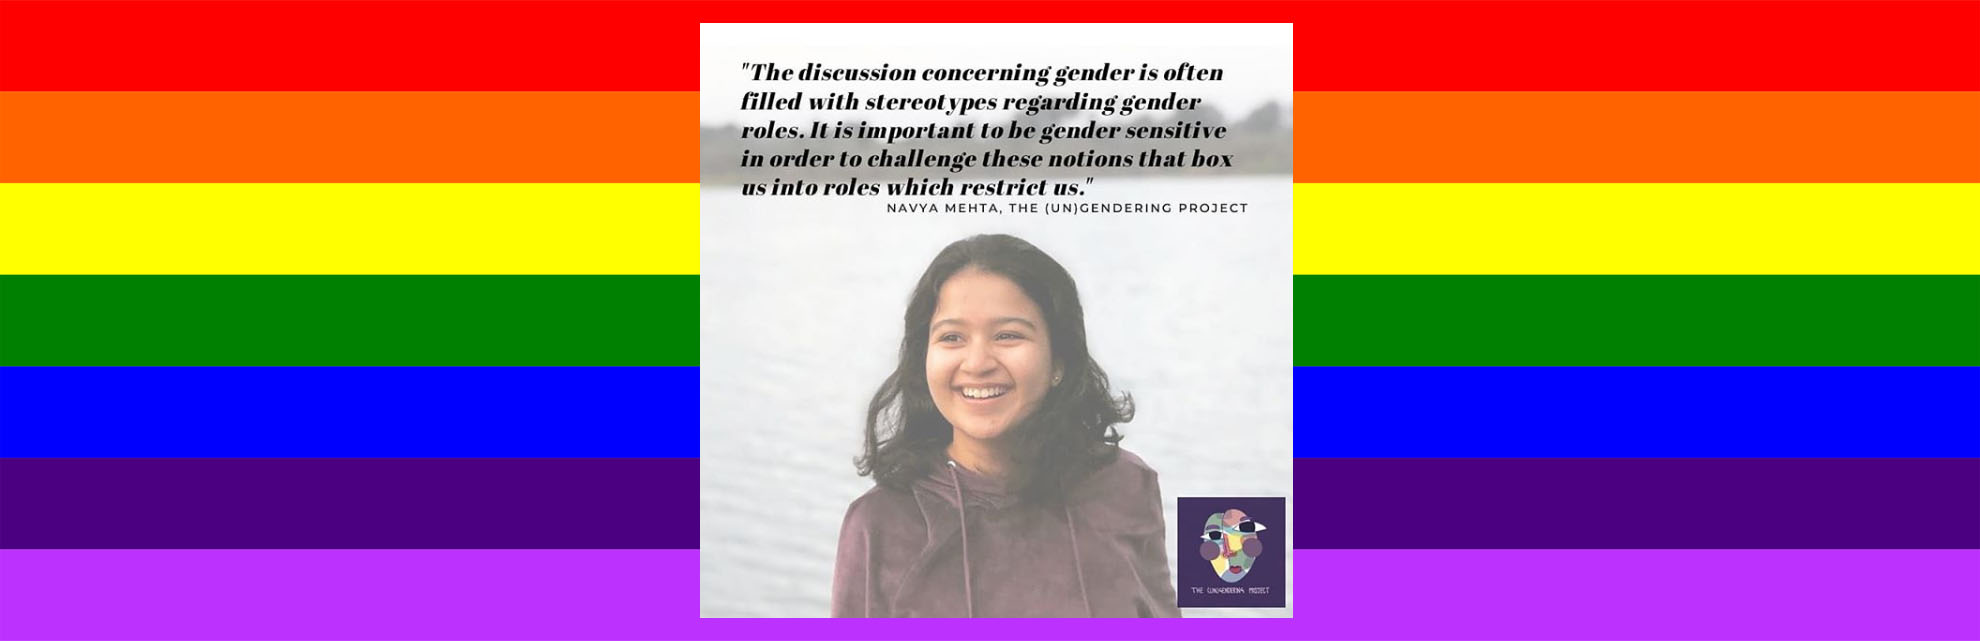 "The discussion concerning gender is often
filled with stereotypes regarding gender
roles. It is important to be gender sensitive
in order to challenge these notions that box
us into roles which restrict us."
NAVYA MEHTA, THE (UN)GENDERING PROJECT
THE (UN)GENDERING PROJECT